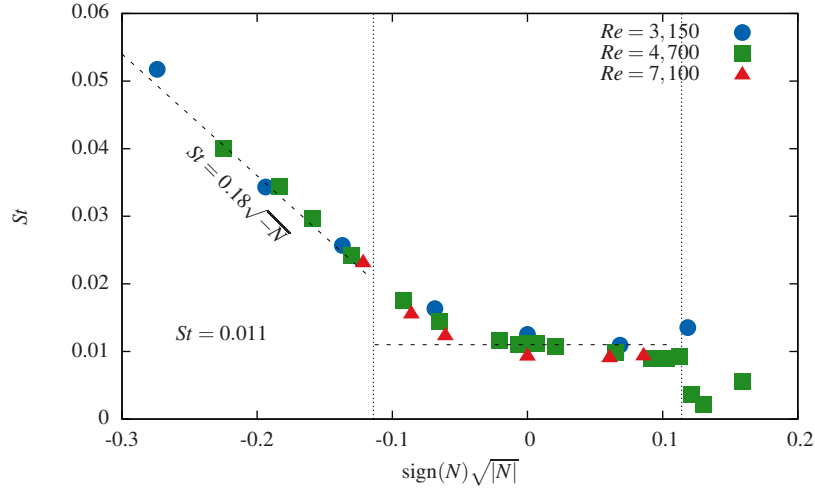 0.06
0.05
0.04
0.03
0.02
0.01
0
St
Re = 3,150
Re = 4,700
Re = 7,100
St = 0.18√−N
St = 0.011
-0.3 -0.2 -0.1 0 0.1 0.2
sign(N)√|N|